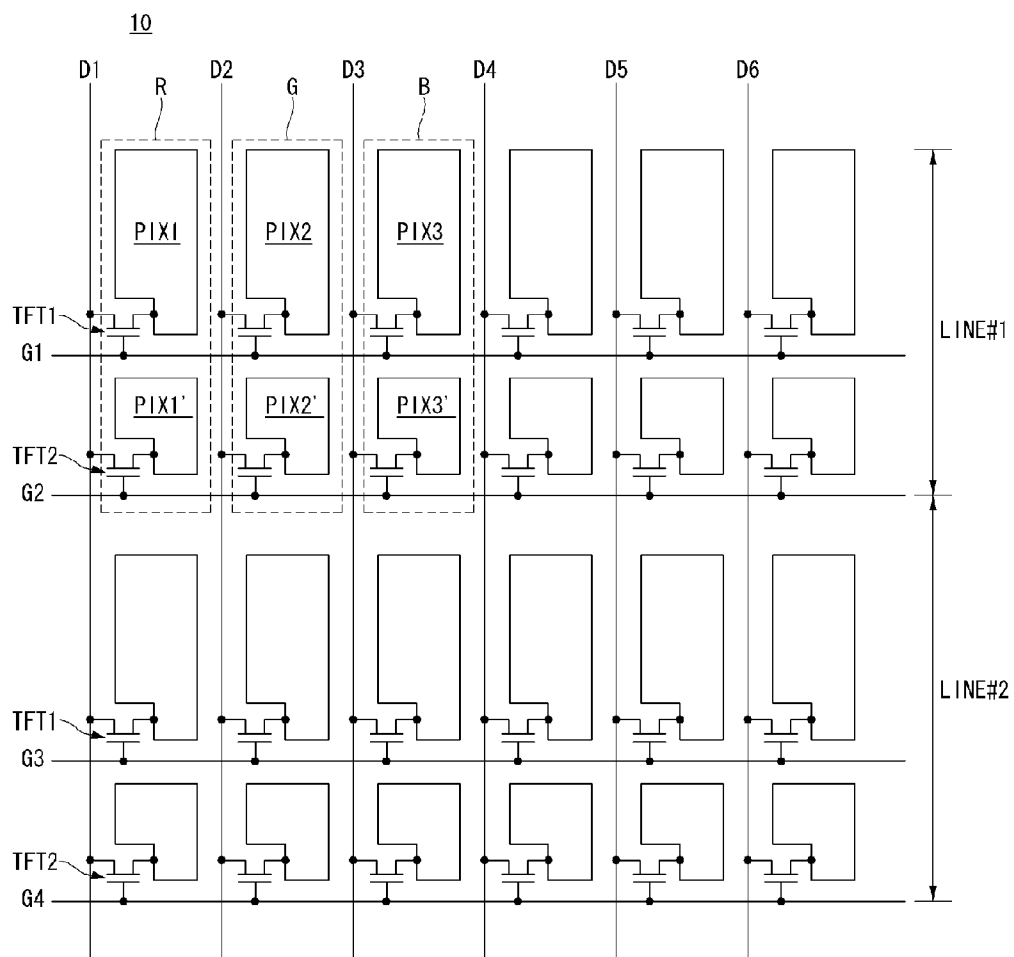 10
D1 D2 D3 D4 D5 D6
R G B
PIX1 PIX2 PIX3
TFT1
G1
LINE#1
PIX1' PIX2' PIX3'
TFT2
G2
LINE#2
TFT1
G3
TFT2
G4